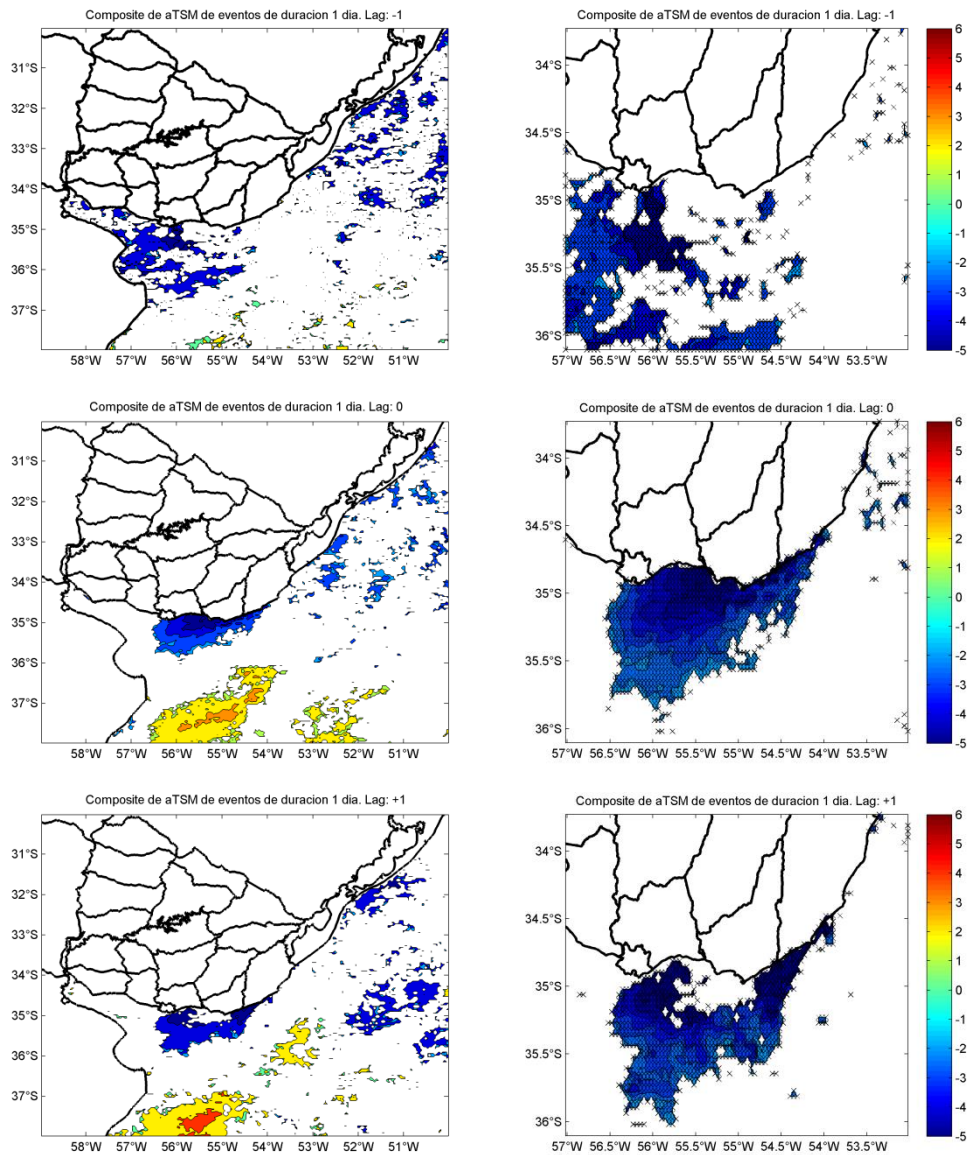 Composite de aTSM de eventos de duracion 1 dia. Lag: -1
31°S
32°S
33°S
34°S
35°S
36°S
37°S
58°W 57°W 56°W 55°W 54°W 53°W 52°W 51°W
Composite de aTSM de eventos de duracion 1 dia. Lag: -1
34°S
34.5°S
35°S
35.5°S
36°S
57°W 56.5°W 56°W 55.5°W 55°W 54.5°W 54°W 53.5°W
6
5
4
3
2
1
0
-1
-2
-3
-4
-5
Composite de aTSM de eventos de duracion 1 dia. Lag: 0
31°S
32°S
33°S
34°S
35°S
36°S
37°S
58°W 57°W 56°W 55°W 54°W 53°W 52°W 51°W
Composite de aTSM de eventos de duracion 1 dia. Lag: 0
34°S
34.5°S
35°S
35.5°S
36°S
57°W 56.5°W 56°W 55.5°W 55°W 54.5°W 54°W 53.5°W
6
5
4
3
2
1
0
-1
-2
-3
-4
-5
Composite de aTSM de eventos de duracion 1 dia. Lag: +1
31°S
32°S
33°S
34°S
35°S
36°S
37°S
58°W 57°W 56°W 55°W 54°W 53°W 52°W 51°W
Composite de aTSM de eventos de duracion 1 dia. Lag: +1
34°S
34.5°S
35°S
35.5°S
36°S
57°W 56.5°W 56°W 55.5°W 55°W 54.5°W 54°W 53.5°W
6
5
4
3
2
1
0
-1
-2
-3
-4
-5